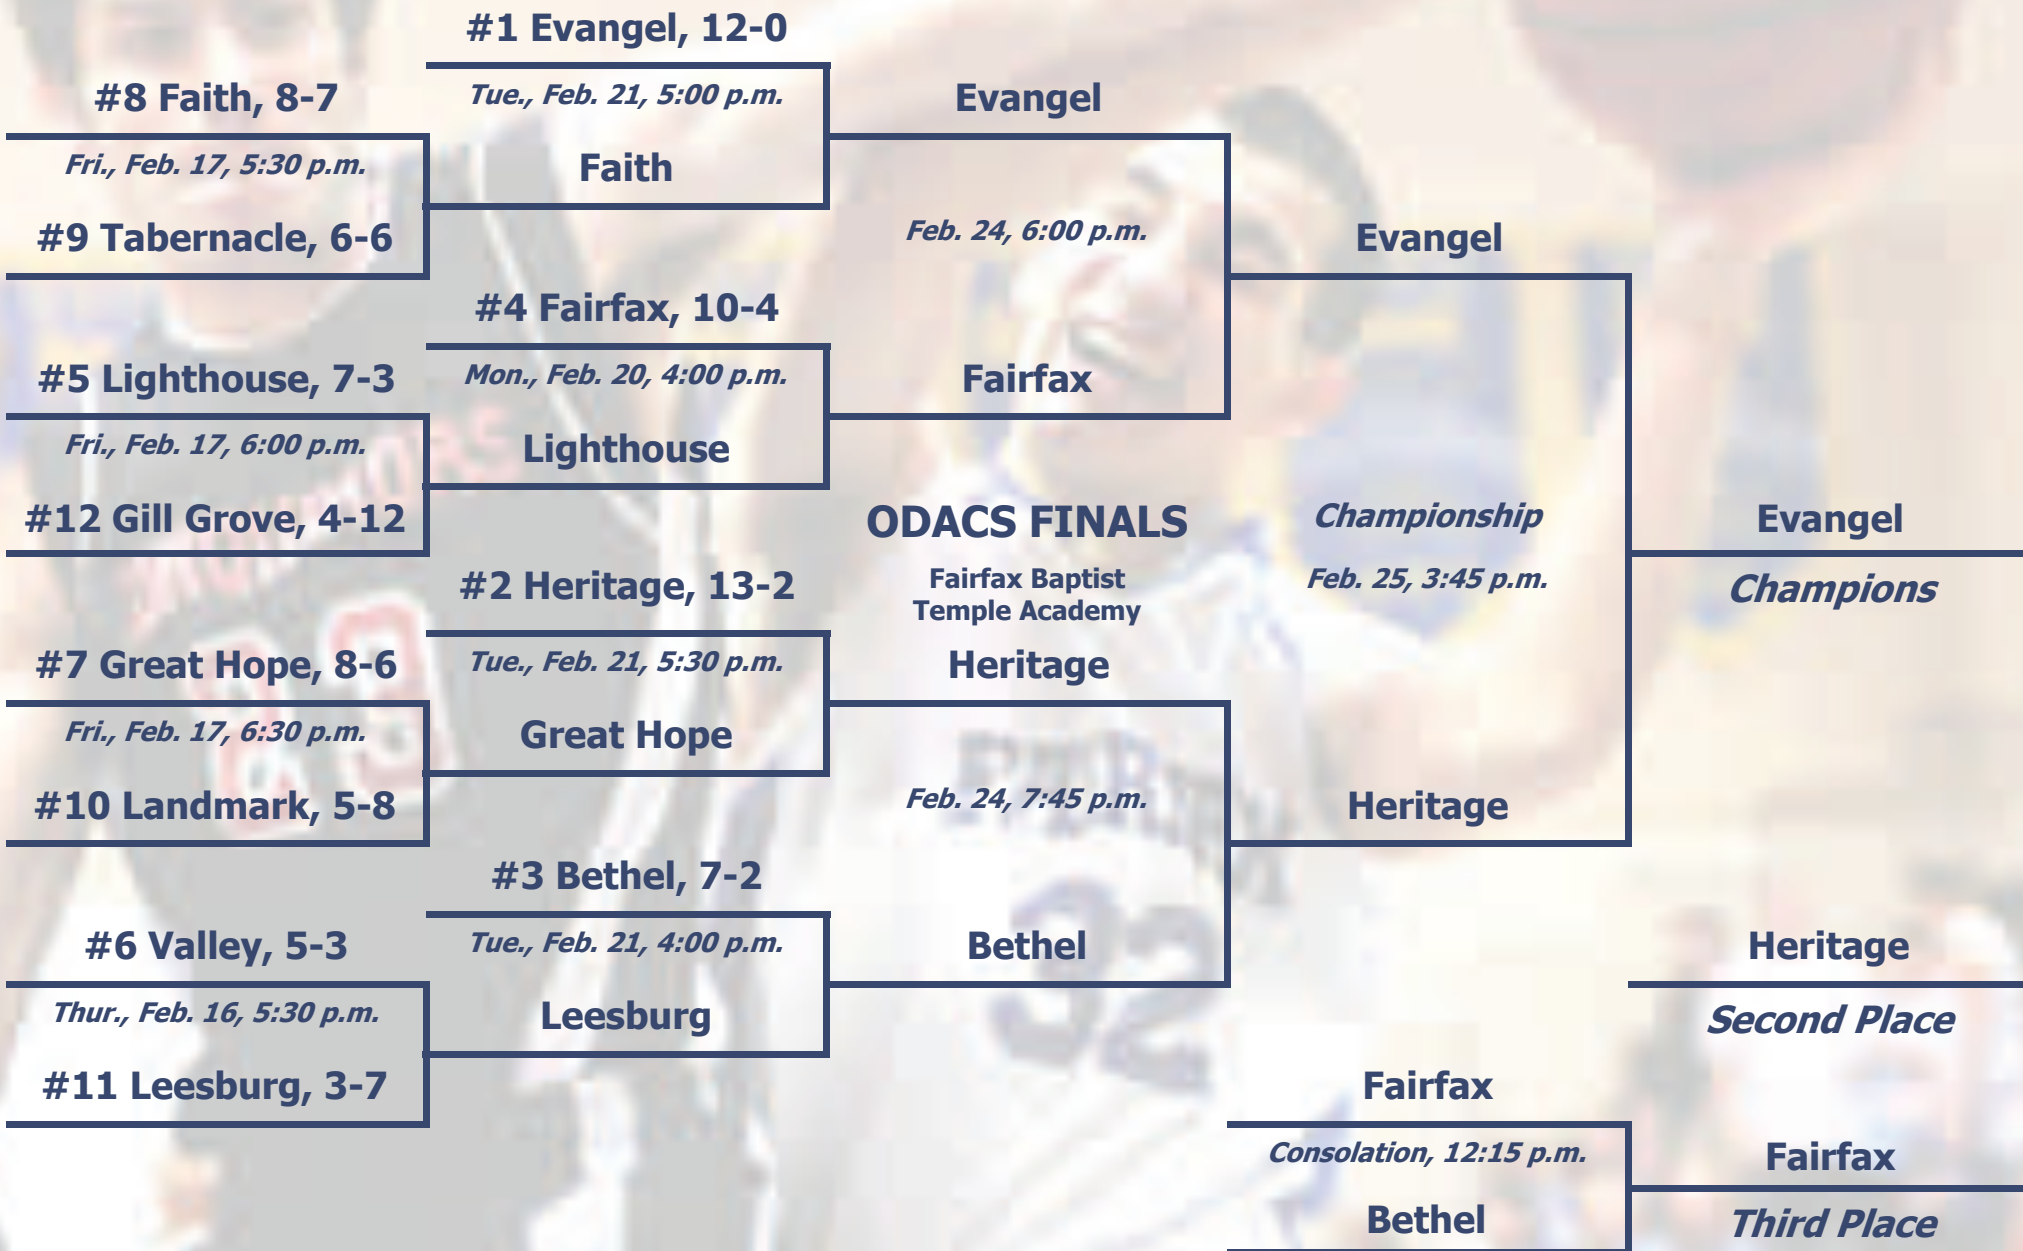 #1 Evangel, 12-0
#8 Faith, 8-7
Tue., Feb. 21, 5:00 p.m.
Evangel
Fri., Feb. 17, 5:30 p.m.
Faith
#9 Tabernacle, 6-6
Feb. 24, 6:00 p.m.
Evangel
#4 Fairfax, 10-4
#5 Lighthouse, 7-3
Mon., Feb. 20, 4:00 p.m.
Fairfax
Fri., Feb. 17, 6:00 p.m.
Lighthouse
#12 Gill Grove, 4-12
ODACS FINALS
Championship
Evangel
#2 Heritage, 13-2
Fairfax Baptist
Temple Academy
Feb. 25, 3:45 p.m.
Champions
#7 Great Hope, 8-6
Tue., Feb. 21, 5:30 p.m.
Heritage
Fri., Feb. 17, 6:30 p.m.
Great Hope
#10 Landmark, 5-8
Feb. 24, 7:45 p.m.
Heritage
#3 Bethel, 7-2
#6 Valley, 5-3
Tue., Feb. 21, 4:00 p.m.
Bethel
Heritage
Thur., Feb. 16, 5:30 p.m.
Leesburg
Second Place
#11 Leesburg, 3-7
Fairfax
Consolation, 12:15 p.m.
Fairfax
Bethel
Third Place
32